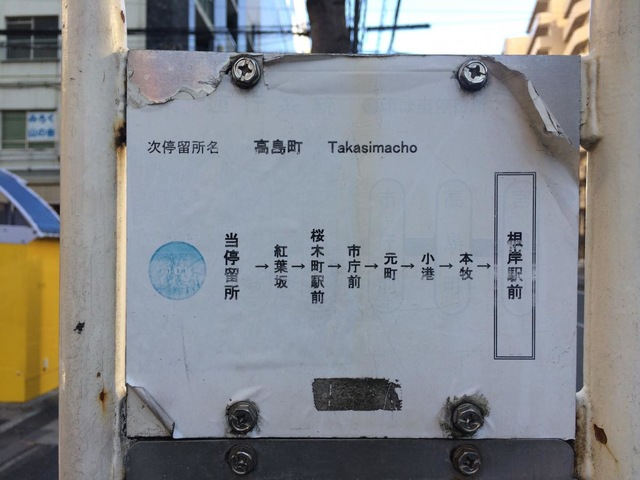 次停留所名 高島町 Takasimacho
当停留所 → 紅葉坂 → 桜木町駅前 → 市庁前 → 元町 → 小港 → 本牧 → 根岸駅前